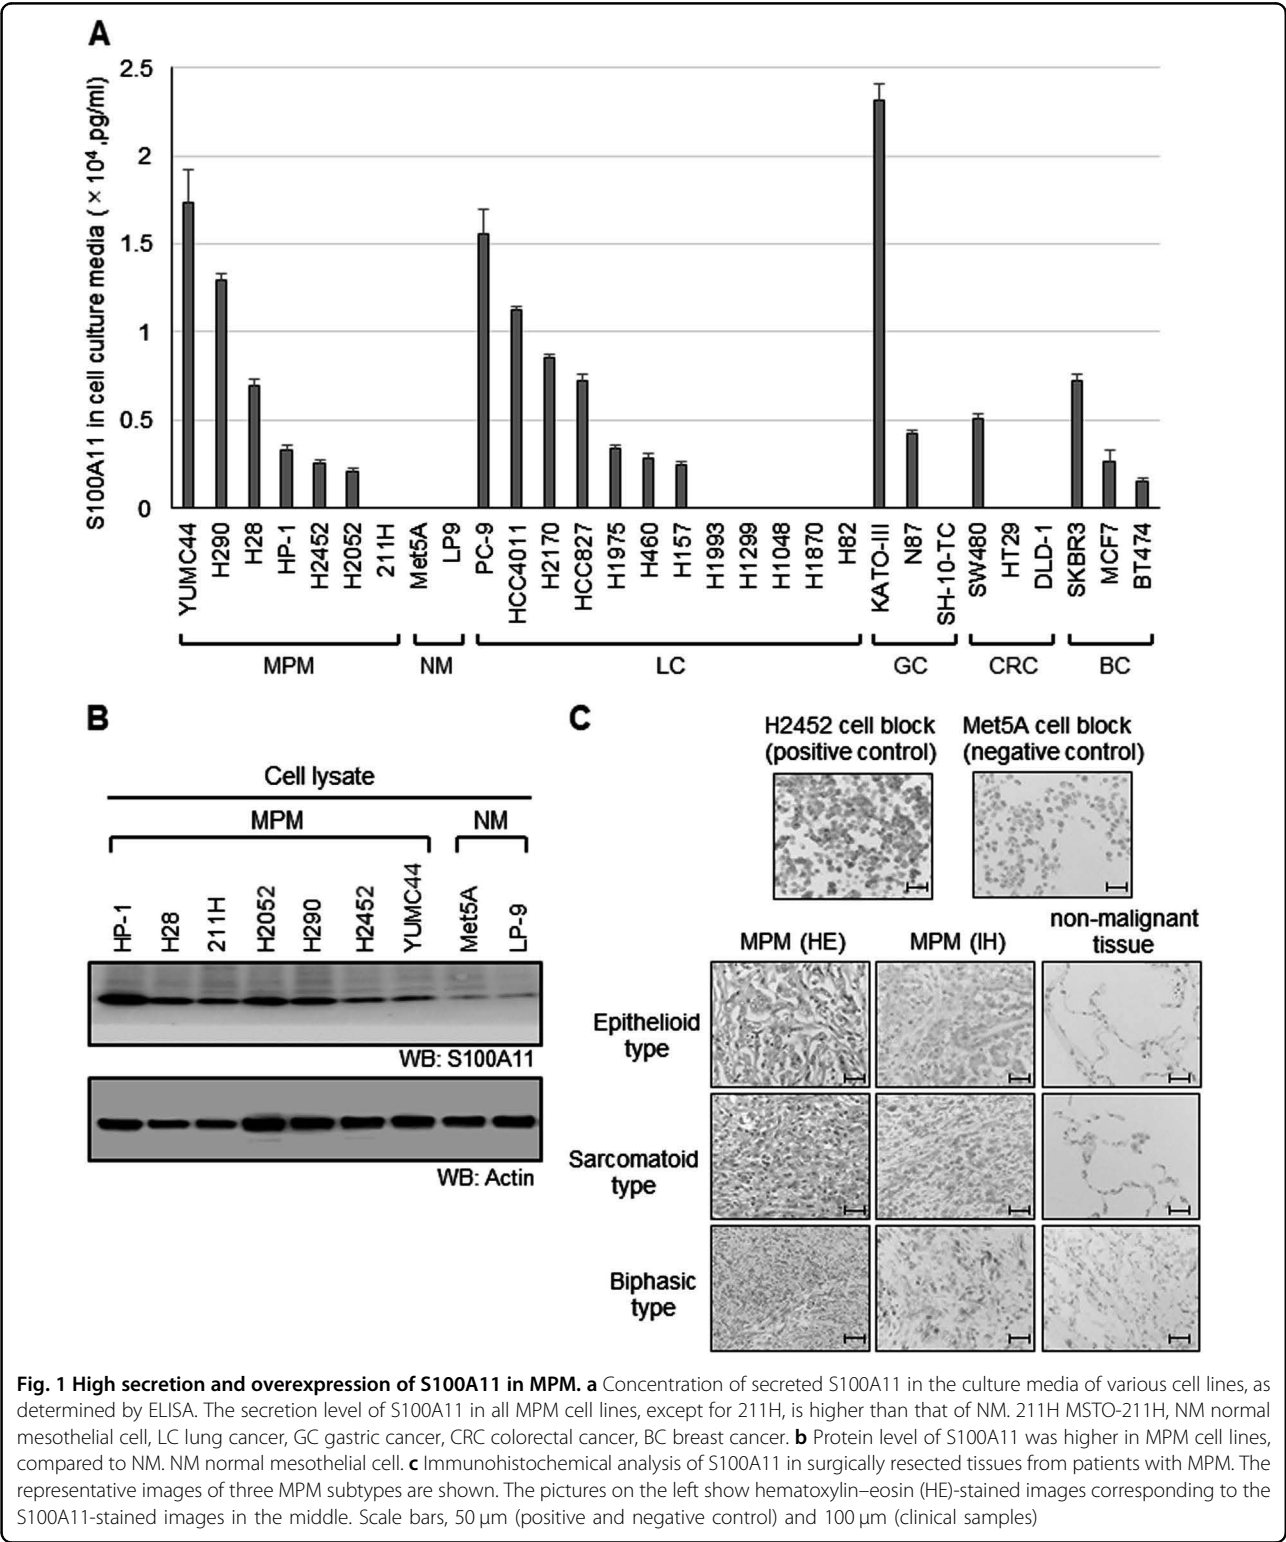 A
S100A11 in cell culture media ( × 10⁴ ,pg/ml)
2.5
2
1.5
1
0.5
0
YUMC44
H290
H28
HP-1
H2452
H2052
211H
Met5A
LP9
PC-9
HCC4011
H2170
HCC827
H1975
H460
H157
H1993
H1299
H1048
H1870
H82
KATO-III
N87
SH-10-TC
SW480
HT29
DLD-1
SKBR3
MCF7
BT474
MPM
NM
LC
GC
CRC
BC
B
Cell lysate
MPM
NM
HP-1
H28
211H
H2052
H290
H2452
YUMC44
Met5A
LP-9
WB: S100A11
WB: Actin
C
H2452 cell block
(positive control)
Met5A cell block
(negative control)
MPM (HE)
MPM (IH)
non-malignant
tissue
Epithelioid
type
Sarcomatoid
type
Biphasic
type
Fig. 1 High secretion and overexpression of S100A11 in MPM. a Concentration of secreted S100A11 in the culture media of various cell lines, as
determined by ELISA. The secretion level of S100A11 in all MPM cell lines, except for 211H, is higher than that of NM. 211H MSTO-211H, NM normal
mesothelial cell, LC lung cancer, GC gastric cancer, CRC colorectal cancer, BC breast cancer. b Protein level of S100A11 was higher in MPM cell lines,
compared to NM. NM normal mesothelial cell. c Immunohistochemical analysis of S100A11 in surgically resected tissues from patients with MPM. The
representative images of three MPM subtypes are shown. The pictures on the left show hematoxylin–eosin (HE)-stained images corresponding to the
S100A11-stained images in the middle. Scale bars, 50 µm (positive and negative control) and 100 µm (clinical samples)